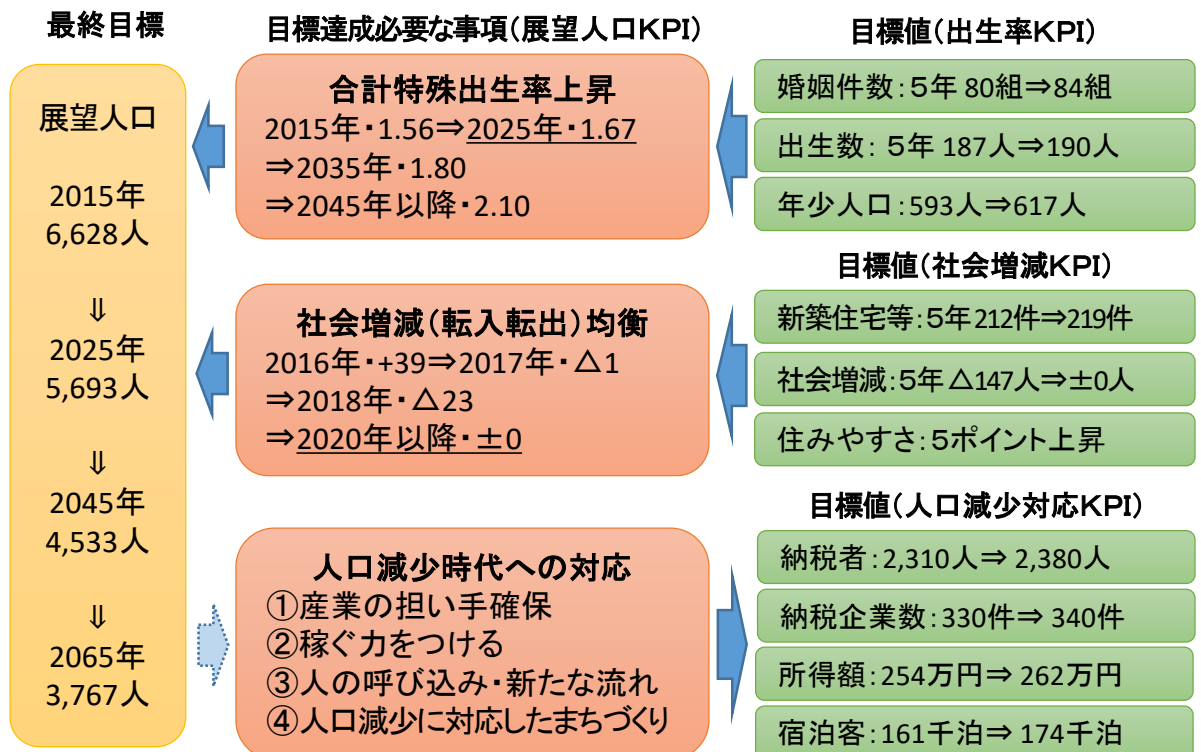 最終目標
展望人口
2015年
6,628人
⇓
2025年
5,693人
⇓
2045年
4,533人
⇓
2065年
3,767人
目標達成必要な事項(展望人口KPI)
合計特殊出生率上昇
2015年・1.56⇒2025年・1.67
⇒2035年・1.80
⇒2045年以降・2.10
社会増減(転入転出)均衡
2016年・+39⇒2017年・△1
⇒2018年・△23
⇒2020年以降・±0
人口減少時代への対応
①産業の担い手確保
②稼ぐ力をつける
③人の呼び込み・新たな流れ
④人口減少に対応したまちづくり
目標値(出生率KPI)
婚姻件数:5年 80組⇒84組
出生数: 5年 187人⇒190人
年少人口:593人⇒617人
目標値(社会増減KPI)
新築住宅等:5年 212件⇒219件
社会増減:5年 △147人⇒±0人
住みやすさ:5ポイント上昇
目標値(人口減少対応KPI)
納税者:2,310人⇒ 2,380人
納税企業数:330件⇒ 340件
所得額:254万円⇒ 262万円
宿泊客:161千泊⇒ 174千泊